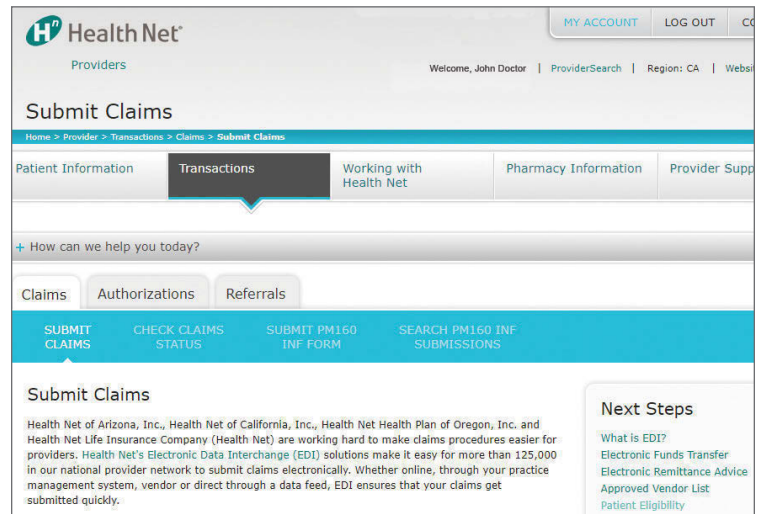 Health Net
MY ACCOUNT LOG OUT
Providers
Welcome, John Doctor | ProviderSearch | Region: CA |
Submit Claims
Home > Provider > Transactions > Claims > Submit Claims
Patient Information Transactions Working with Pharmacy Information Provider
Health Net
+ How can we help you today?
Claims Authorizations Referrals
SUBMIT CHECK CLAIMS SUBMIT PM160 SEARCH PM160 INF
CLAIMS STATUS INF FORM SUBMISSIONS
Submit Claims
Health Net of Arizona, Inc., Health Net of California, Inc., Health Net Health Plan of Oregon, Inc. and
Health Net Life Insurance Company (Health Net) are working hard to make claims procedures easier for
providers. Health Net's Electronic Data Interchange (EDI) solutions make it easy for more than 125,000
in our national provider network to submit claims electronically. Whether online, through your practice
management system, vendor or direct through a data feed, EDI ensures that your claims get
submitted quickly.
Next Steps
What is EDI?
Electronic Funds Transfer
Electronic Remittance Advice
Approved Vendor List
Patient Eligibility